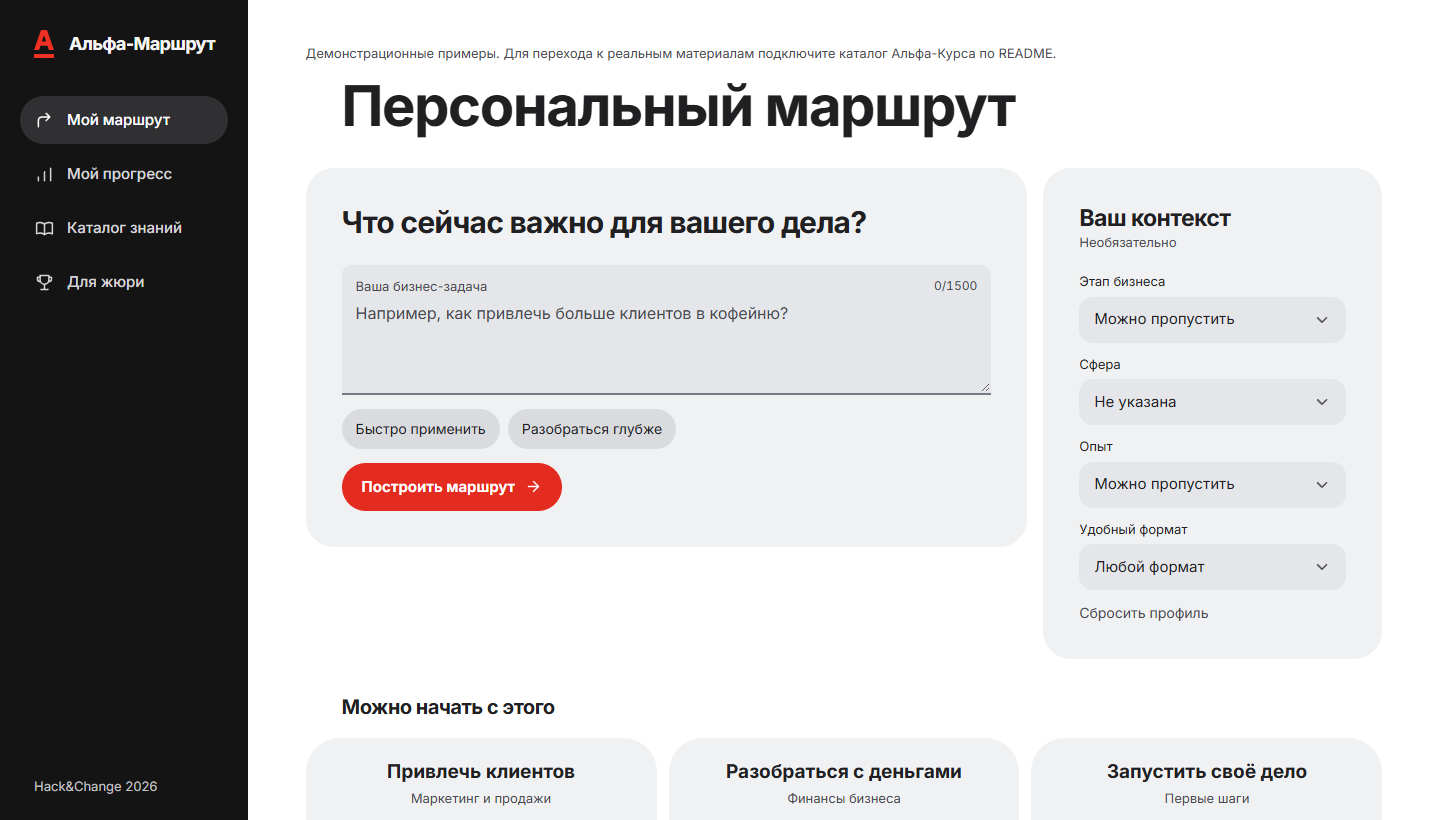 Альфа-Маршрут
Мой маршрут
Мой прогресс
Каталог знаний
Для жюри
Hack&Change 2026
Демонстрационные примеры. Для перехода к реальным материалам подключите каталог Альфа-Курса по README.
Персональный маршрут
Что сейчас важно для вашего дела?
Ваша бизнес-задача
0/1500
Например, как привлечь больше клиентов в кофейню?
Быстро применить
Разобраться глубже
Построить маршрут
Ваш контекст
Необязательно
Этап бизнеса
Можно пропустить
Сфера
Не указана
Опыт
Можно пропустить
Удобный формат
Любой формат
Сбросить профиль
Можно начать с этого
Привлечь клиентов
Маркетинг и продажи
Разобраться с деньгами
Финансы бизнеса
Запустить своё дело
Первые шаги